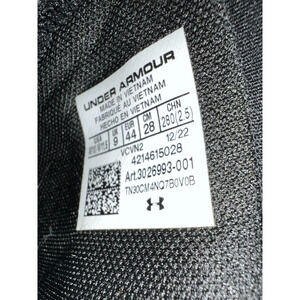 UNDER ARMOUR
MADE IN VIETNAM
FABRIQUÉ AU VIETNAM
HECHO EN VIETNAM
UK EUR CM CHN
9 44 28 280(2.5)
VCVN2 12/22
4214615028
Art.3026993-001
TN30CM4NQ7B0V0B